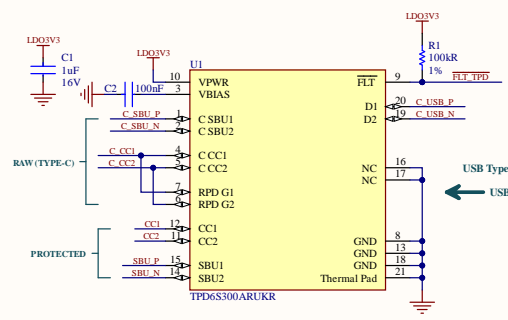 LDO3V3
C1
1uF
16V
LDO3V3
C2
100nF
U1
10 VPWR
3 VBIAS
C_SBU_P 1 C SBU1
C_SBU_N 2 C SBU2
RAW (TYPE-C)
C_CC1 4 C CC1
C_CC2 5 C CC2
7 RPD G1
6 RPD G2
PROTECTED
CC1 12 CC1
CC2 11 CC2
SBU_P 15 SBU1
SBU_N 14 SBU2
TPD6S300ARUKR
LDO3V3
R1
100kR
1%
FLT 9 FLT_TPD
D1 20 C_USB_P
D2 19 C_USB_N
NC 16
NC 17
USB Type
USB
GND 8
GND 13
GND 18
Thermal Pad 21